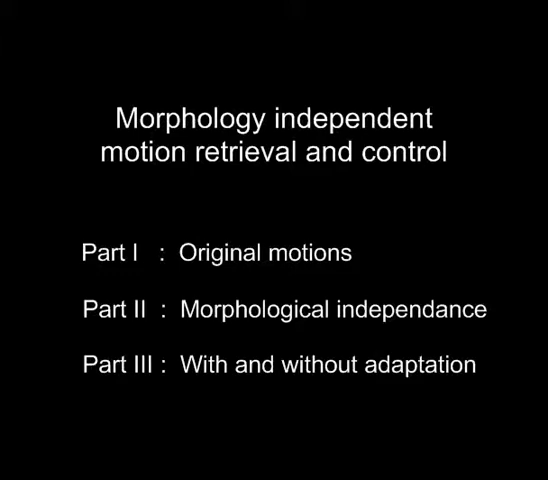 Morphology independent
motion retrieval and control
Part I : Original motions
Part II : Morphological independance
Part III : With and without adaptation